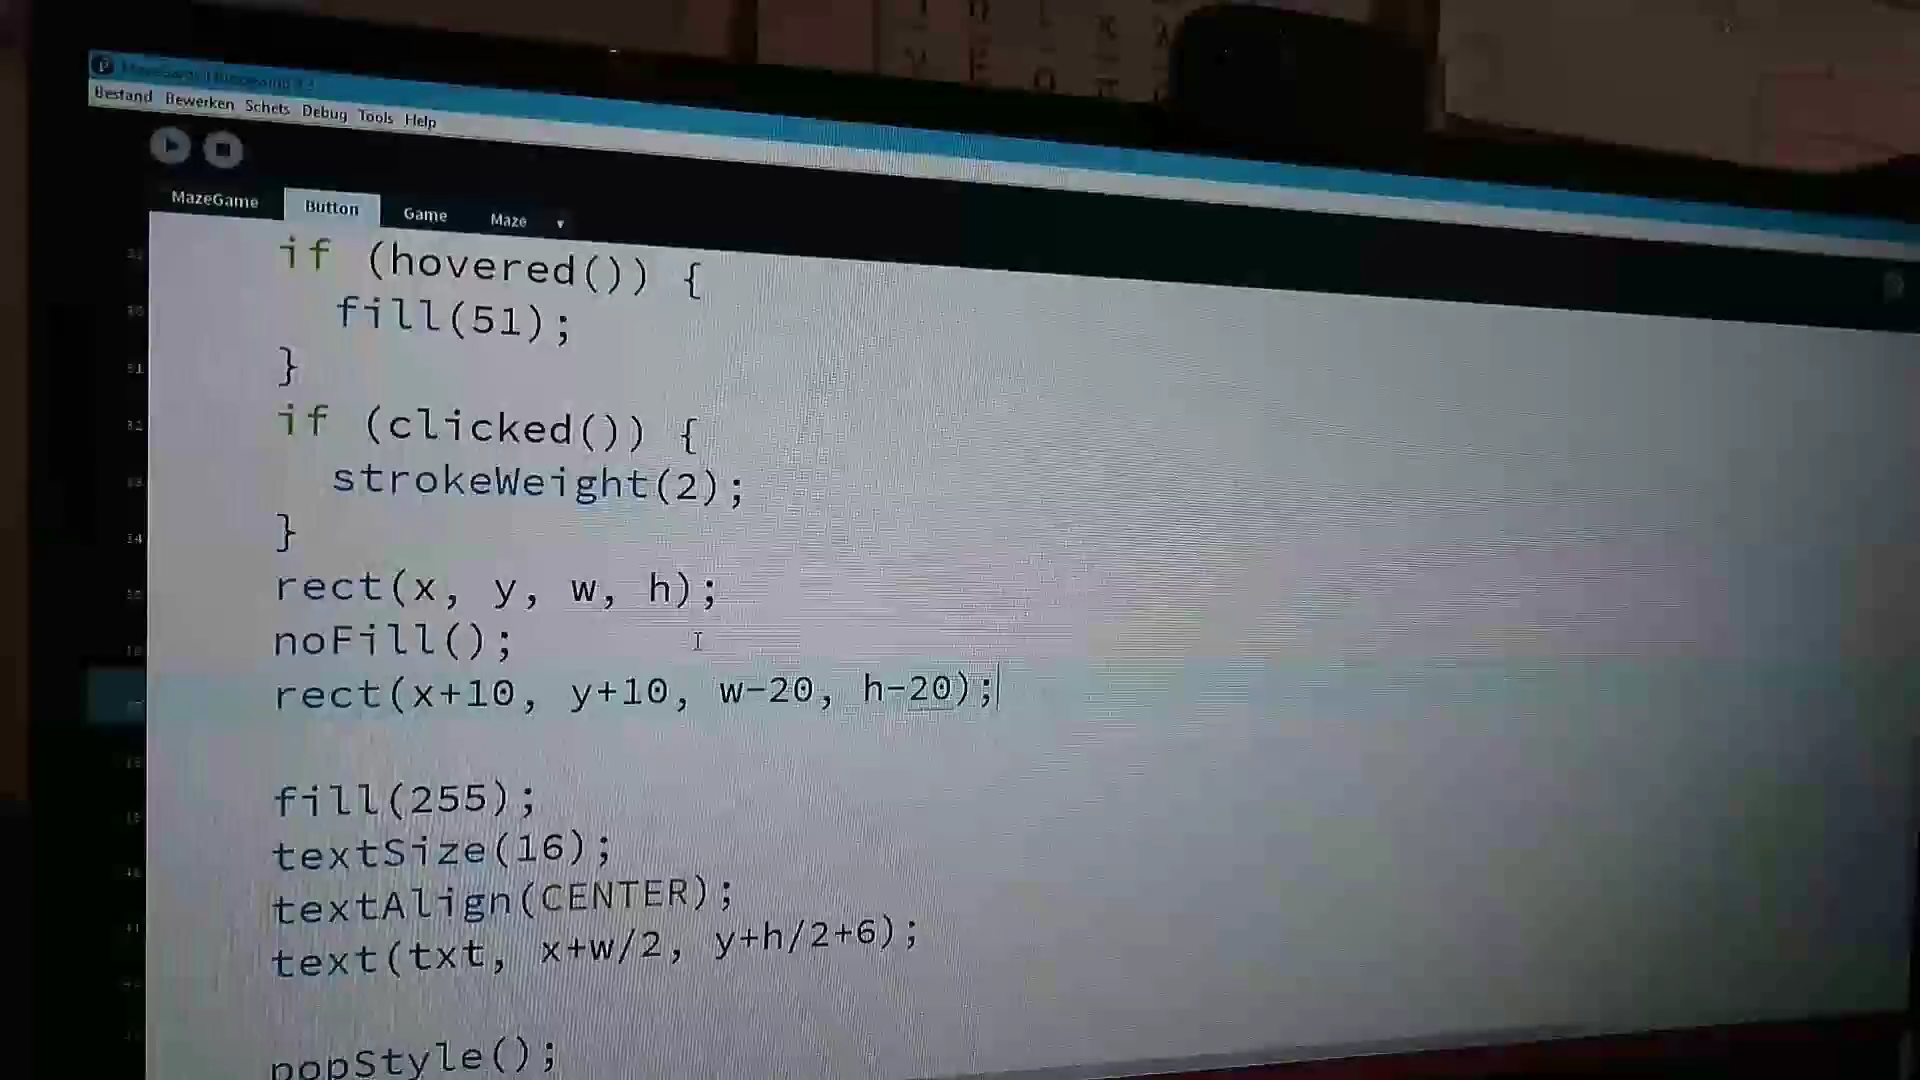 Bestand Bewerken Schets Debug Tools Help
MazeGame Button Game Maze
if (hovered()) {
fill(51);
}
if (clicked()) {
strokeWeight(2);
}
rect(x, y, w, h);
noFill();
rect(x+10, y+10, w-20, h-20);
fill(255);
textSize(16);
textAlign(CENTER);
text(txt, x+w/2, y+h/2+6);
popStyle();